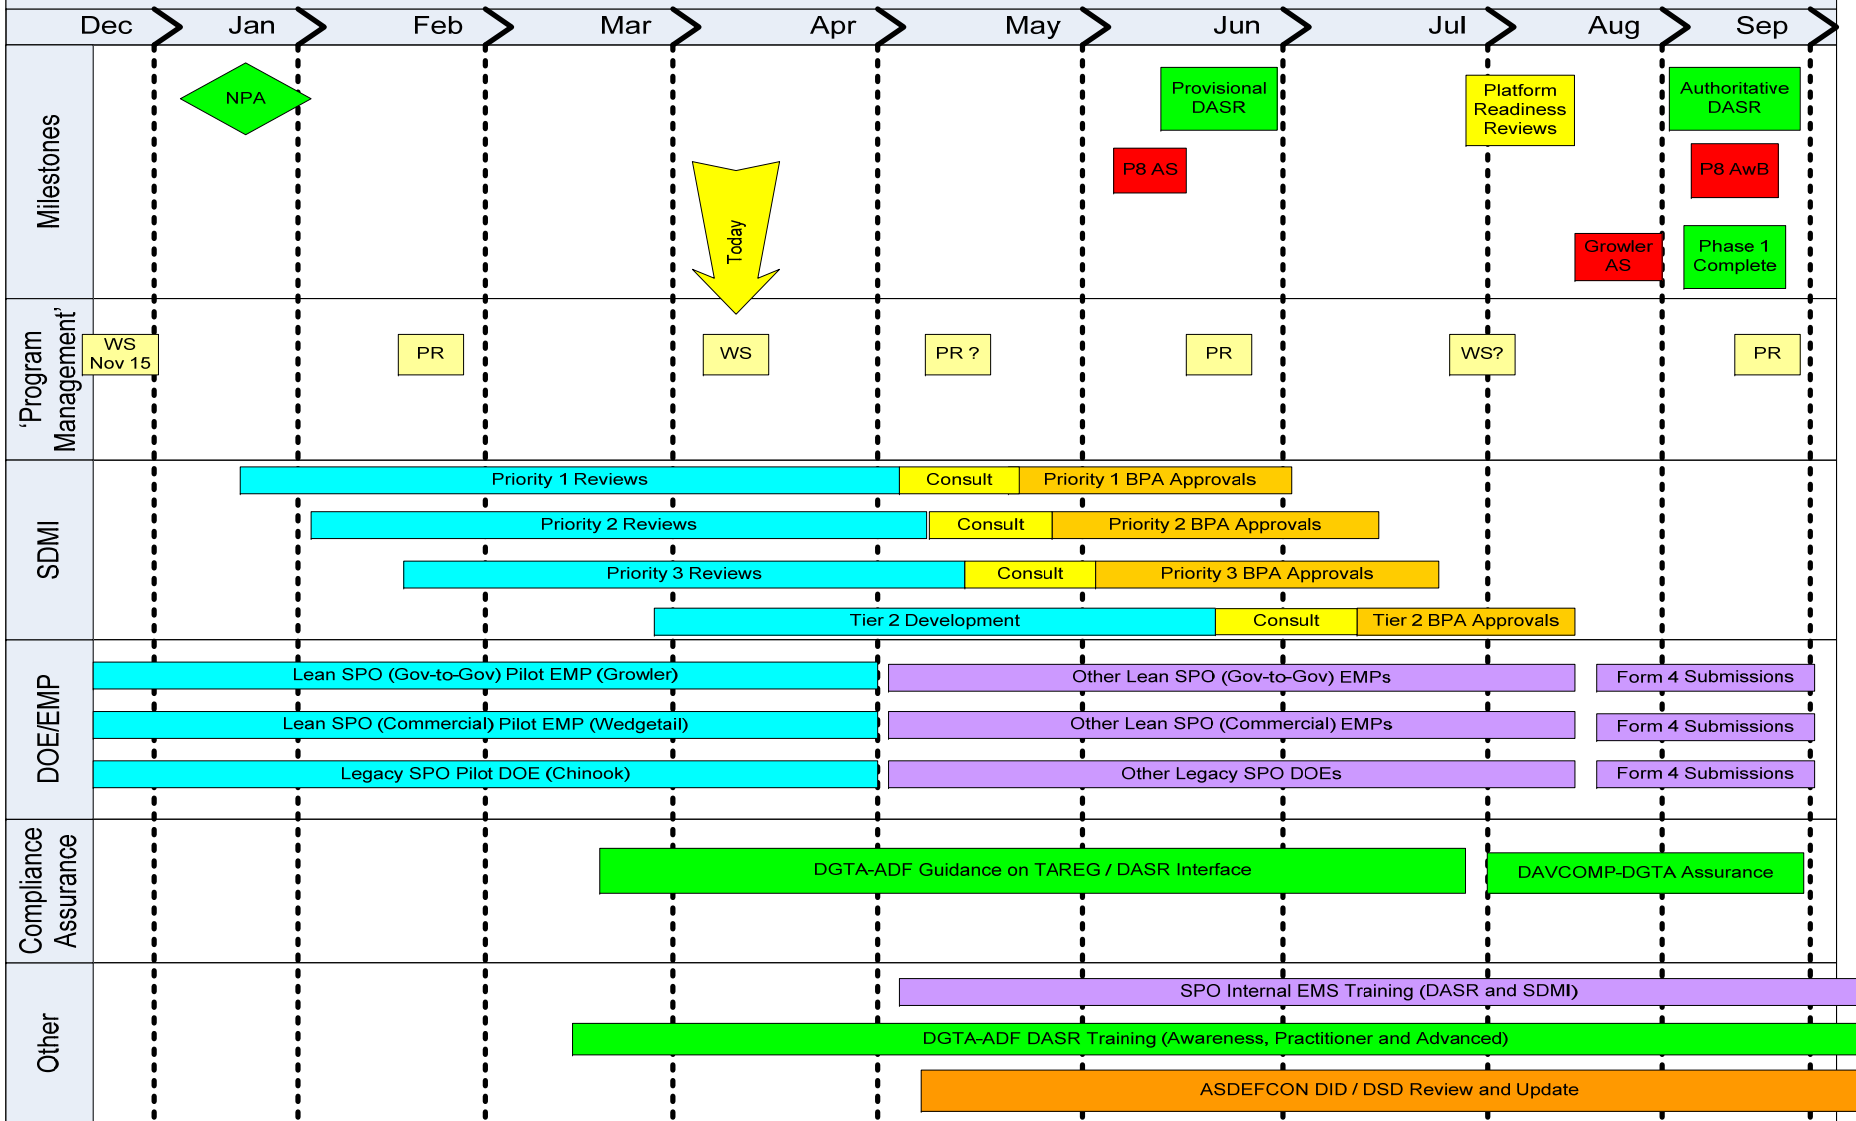 Dec Jan Feb Mar Apr May Jun Jul Aug Sep
Milestones
NPA
Today
Provisional
DASR
P8 AS
Platform
Readiness
Reviews
Growler
AS
Authoritative
DASR
P8 AwB
Phase 1
Complete
‘Program
Management’
WS
Nov 15
PR
WS
PR ?
PR
WS?
PR
SDMI
Priority 1 Reviews Consult Priority 1 BPA Approvals
Priority 2 Reviews Consult Priority 2 BPA Approvals
Priority 3 Reviews Consult Priority 3 BPA Approvals
Tier 2 Development Consult Tier 2 BPA Approvals
DOE/EMP
Lean SPO (Gov-to-Gov) Pilot EMP (Growler) Other Lean SPO (Gov-to-Gov) EMPs Form 4 Submissions
Lean SPO (Commercial) Pilot EMP (Wedgetail) Other Lean SPO (Commercial) EMPs Form 4 Submissions
Legacy SPO Pilot DOE (Chinook) Other Legacy SPO DOEs Form 4 Submissions
Compliance
Assurance
DGTA-ADF Guidance on TAREG / DASR Interface DAVCOMP-DGTA Assurance
Other
SPO Internal EMS Training (DASR and SDMI)
DGTA-ADF DASR Training (Awareness, Practitioner and Advanced)
ASDEFCON DID / DSD Review and Update